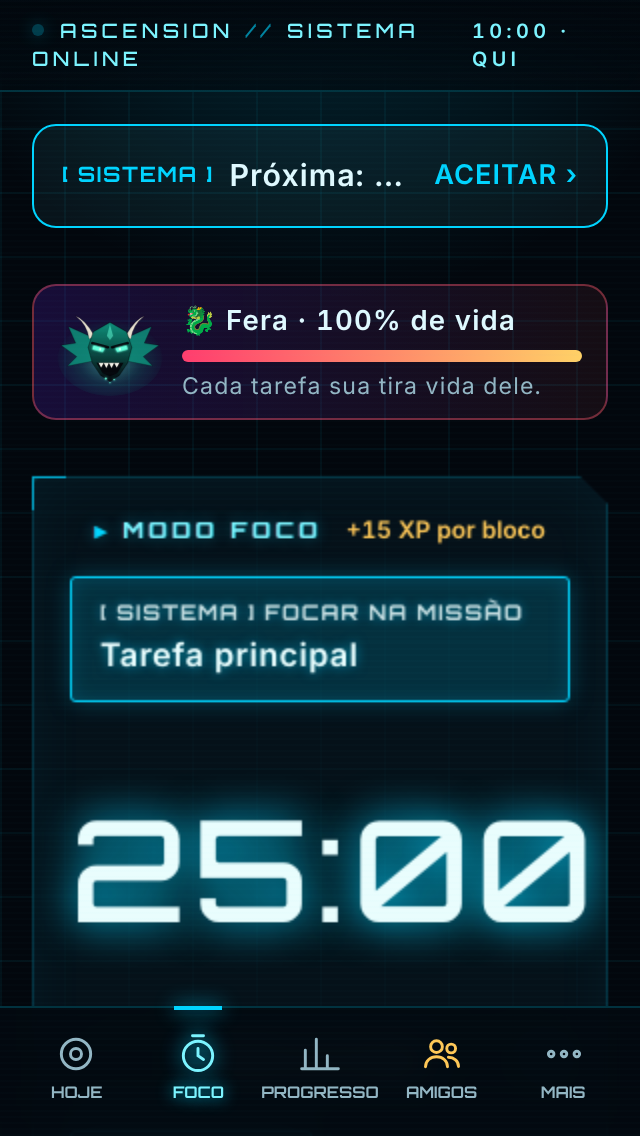 ASCENSION // SISTEMA ONLINE
10:00 · QUI
[ SISTEMA ] Próxima: ... ACEITAR ›
🐉 Fera · 100% de vida
Cada tarefa sua tira vida dele.
▶ MODO FOCO +15 XP por bloco
[ SISTEMA ] FOCAR NA MISSÃO
Tarefa principal
25:00
HOJE FOCO PROGRESSO AMIGOS MAIS